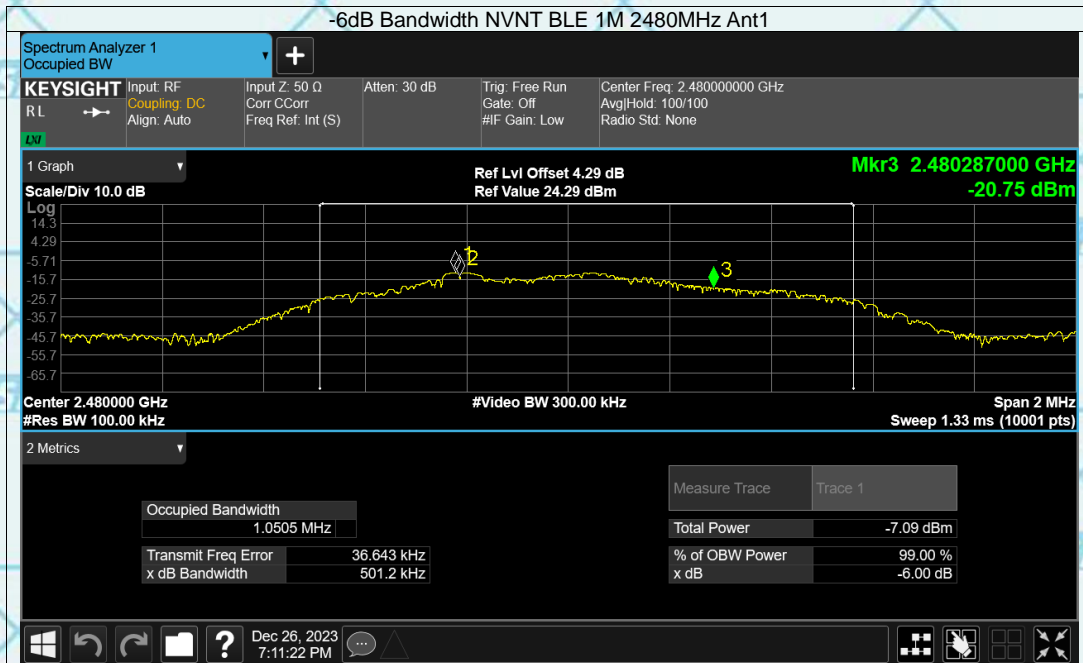 -6dB Bandwidth NVNT BLE 1M 2480MHz Ant1
Spectrum Analyzer 1
Occupied BW
+
KEYSIGHT Input: RF Input Z: 50 Ω Atten: 30 dB Trig: Free Run Center Freq: 2.480000000 GHz
RL Coupling: DC Corr CCorr Gate: Off Avg|Hold: 100/100
Align: Auto Freq Ref: Int (S) #IF Gain: Low Radio Std: None
LXI
1 Graph Ref Lvl Offset 4.29 dB Mkr3 2.480287000 GHz
Scale/Div 10.0 dB Ref Value 24.29 dBm -20.75 dBm
Log
14.3
4.29
-5.71
12
3
-15.7
-25.7
-35.7
-45.7
-55.7
-65.7
Center 2.480000 GHz #Video BW 300.00 kHz Span 2 MHz
#Res BW 100.00 kHz Sweep 1.33 ms (10001 pts)
2 Metrics
Measure Trace Trace 1
Occupied Bandwidth
1.0505 MHz Total Power -7.09 dBm
Transmit Freq Error 36.643 kHz % of OBW Power 99.00 %
x dB Bandwidth 501.2 kHz x dB -6.00 dB
? Dec 26, 2023
7:11:22 PM